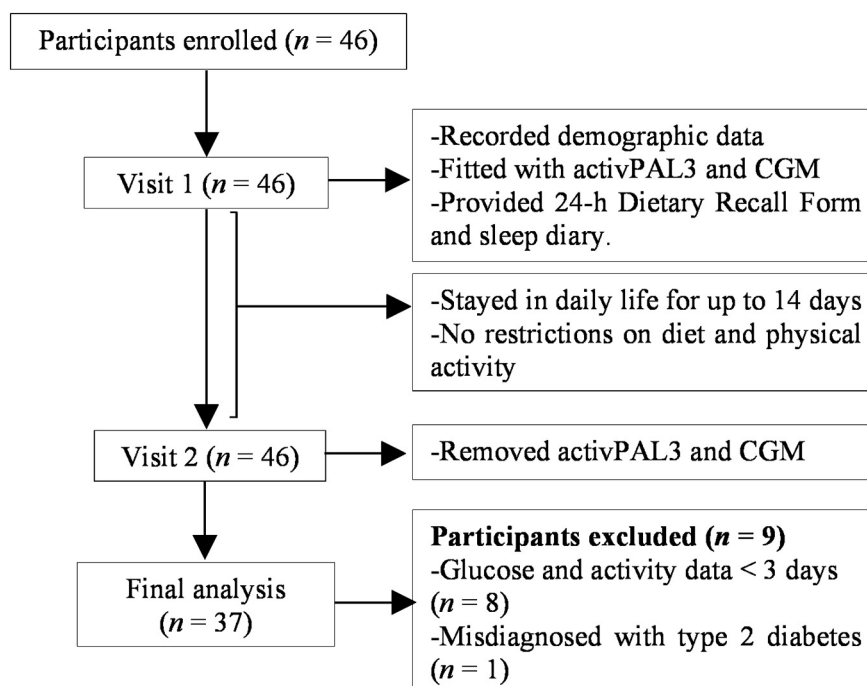 Participants enrolled (n = 46)
Visit 1 (n = 46)
-Recorded demographic data
-Fitted with activPAL3 and CGM
-Provided 24-h Dietary Recall Form
and sleep diary.
-Stayed in daily life for up to 14 days
-No restrictions on diet and physical
activity
Visit 2 (n = 46)
-Removed activPAL3 and CGM
Final analysis
(n = 37)
Participants excluded (n = 9)
-Glucose and activity data < 3 days
(n = 8)
-Misdiagnosed with type 2 diabetes
(n = 1)